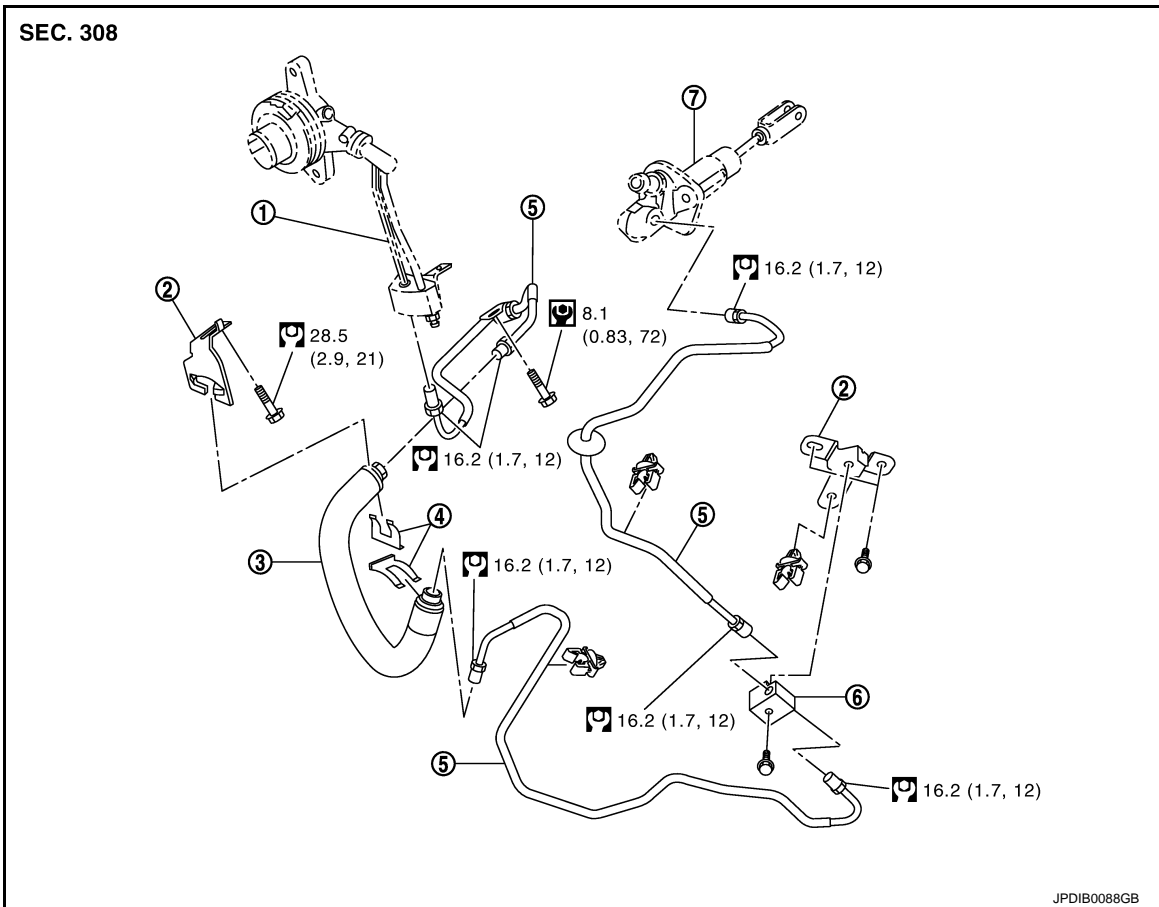 SEC. 308
⑦
①
⑤
16.2 (1.7, 12)
②
28.5
(2.9, 21)
8.1
(0.83, 72)
②
16.2 (1.7, 12)
④
⑤
③
16.2 (1.7, 12)
⑥
16.2 (1.7, 12)
⑤
16.2 (1.7, 12)
JPDIB0088GB